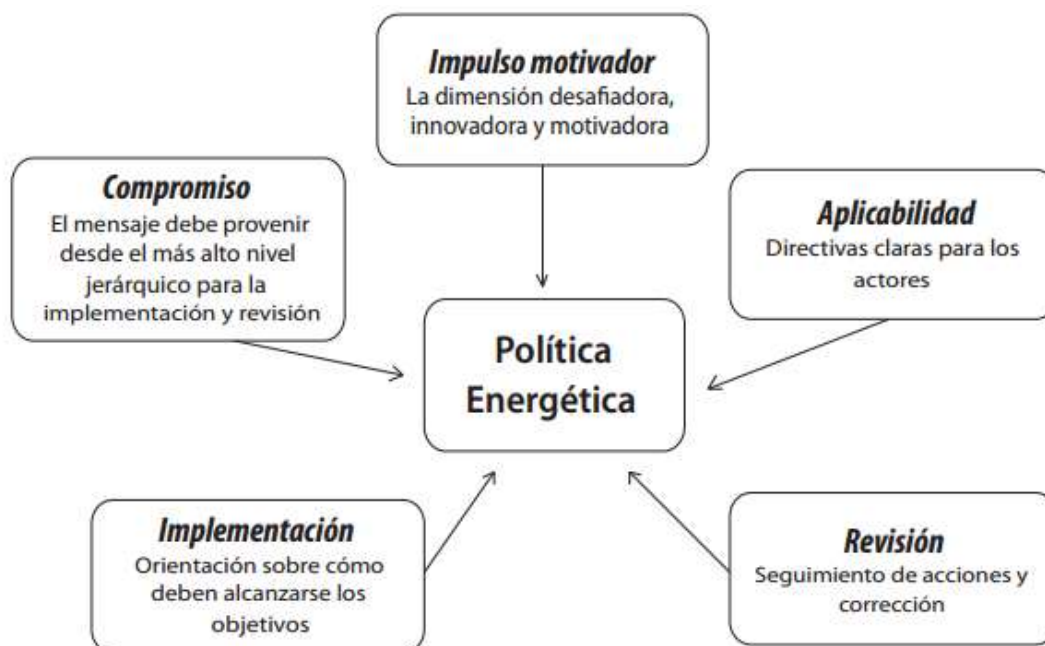 Impulso motivador
La dimensión desafiadora,
innovadora y motivadora
Compromiso
El mensaje debe provenir
desde el más alto nivel
jerárquico para la
implementación y revisión
Aplicabilidad
Directivas claras para los
actores
Política
Energética
Implementación
Orientación sobre cómo
deben alcanzarse los
objetivos
Revisión
Seguimiento de acciones y
corrección